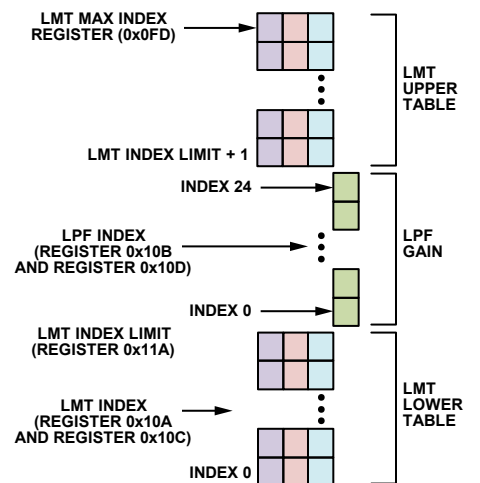 LMT MAX INDEX
REGISTER (0x0FD)
LMT
UPPER
TABLE
LMT INDEX LIMIT + 1
INDEX 24
LPF INDEX
(REGISTER 0x10B
AND REGISTER 0x10D)
LPF
GAIN
INDEX 0
LMT INDEX LIMIT
(REGISTER 0x11A)
LMT INDEX
(REGISTER 0x10A
AND REGISTER 0x10C)
LMT
LOWER
TABLE
INDEX 0